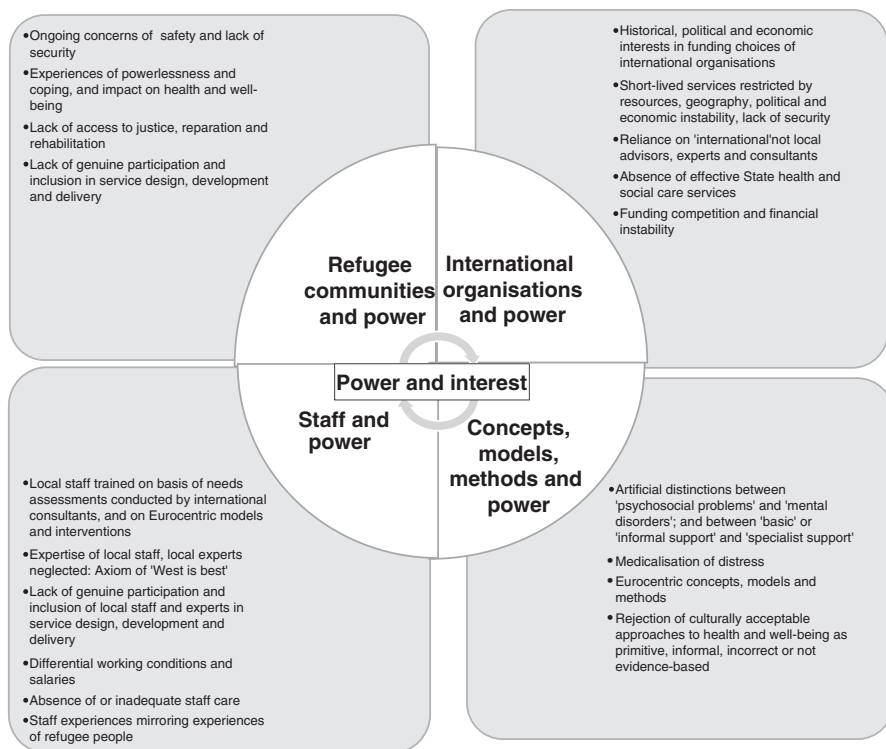 •Ongoing concerns of safety and lack of
security
•Experiences of powerlessness and
coping, and impact on health and well-
being
•Lack of access to justice, reparation and
rehabilitation
•Lack of genuine participation and
inclusion in service design, development
and delivery
•Historical, political and economic
interests in funding choices of
international organisations
•Short-lived services restricted by
resources, geography, political and
economic instability, lack of security
•Reliance on 'international'not local
advisors, experts and consultants
•Absence of effective State health and
social care services
•Funding competition and financial
instability
Refugee
communities
and power
International
organisations
and power
Power and interest
Staff and
power
Concepts,
models,
methods and
power
•Local staff trained on basis of needs
assessments conducted by international
consultants, and on Eurocentric models
and interventions
•Expertise of local staff, local experts
neglected: Axiom of 'West is best'
•Lack of genuine participation and
inclusion of local staff and experts in
service design, development and
delivery
•Differential working conditions and
salaries
•Absence of or inadequate staff care
•Staff experiences mirroring experiences
of refugee people
•Artificial distinctions between
'psychosocial problems' and 'mental
disorders'; and between 'basic' or
'informal support' and 'specialist support'
•Medicalisation of distress
•Eurocentric concepts, models and
methods
•Rejection of culturally acceptable
approaches to health and well-being as
primitive, informal, incorrect or not
evidence-based